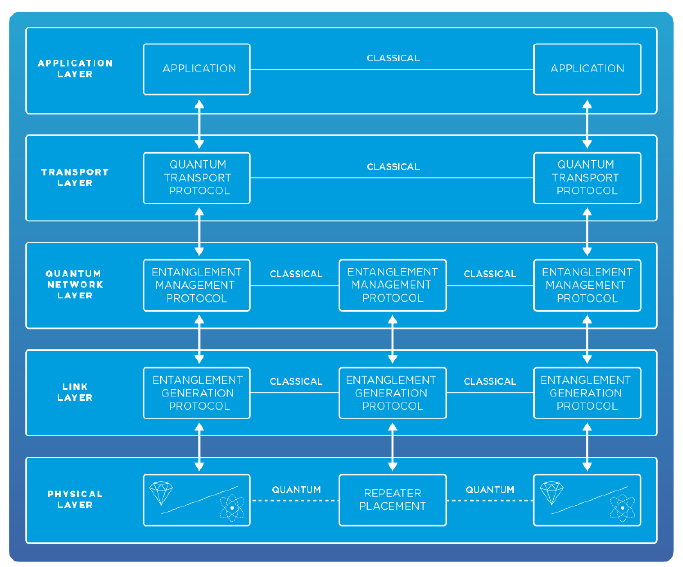 APPLICATION
LAYER
APPLICATION
CLASSICAL
APPLICATION
TRANSPORT
LAYER
QUANTUM
TRANSPORT
PROTOCOL
CLASSICAL
QUANTUM
TRANSPORT
PROTOCOL
QUANTUM
NETWORK
LAYER
ENTANGLEMENT
MANAGEMENT
PROTOCOL
CLASSICAL
ENTANGLEMENT
MANAGEMENT
PROTOCOL
CLASSICAL
ENTANGLEMENT
MANAGEMENT
PROTOCOL
LINK
LAYER
ENTANGLEMENT
GENERATION
PROTOCOL
CLASSICAL
ENTANGLEMENT
GENERATION
PROTOCOL
CLASSICAL
ENTANGLEMENT
GENERATION
PROTOCOL
PHYSICAL
LAYER
QUANTUM
REPEATER
PLACEMENT
QUANTUM